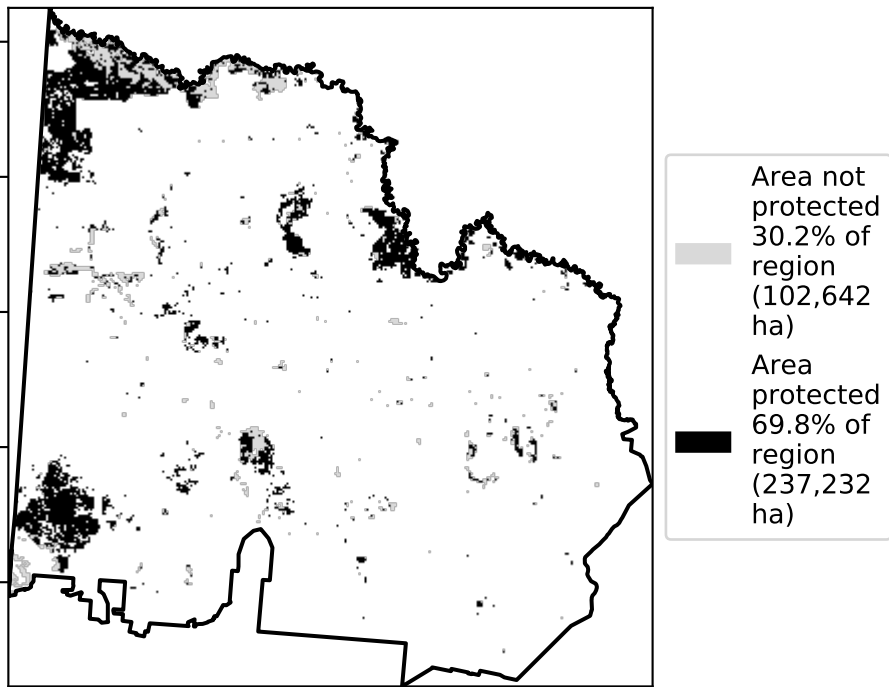 Area not
protected
30.2% of
region
(102,642
ha)
Area
protected
69.8% of
region
(237,232
ha)